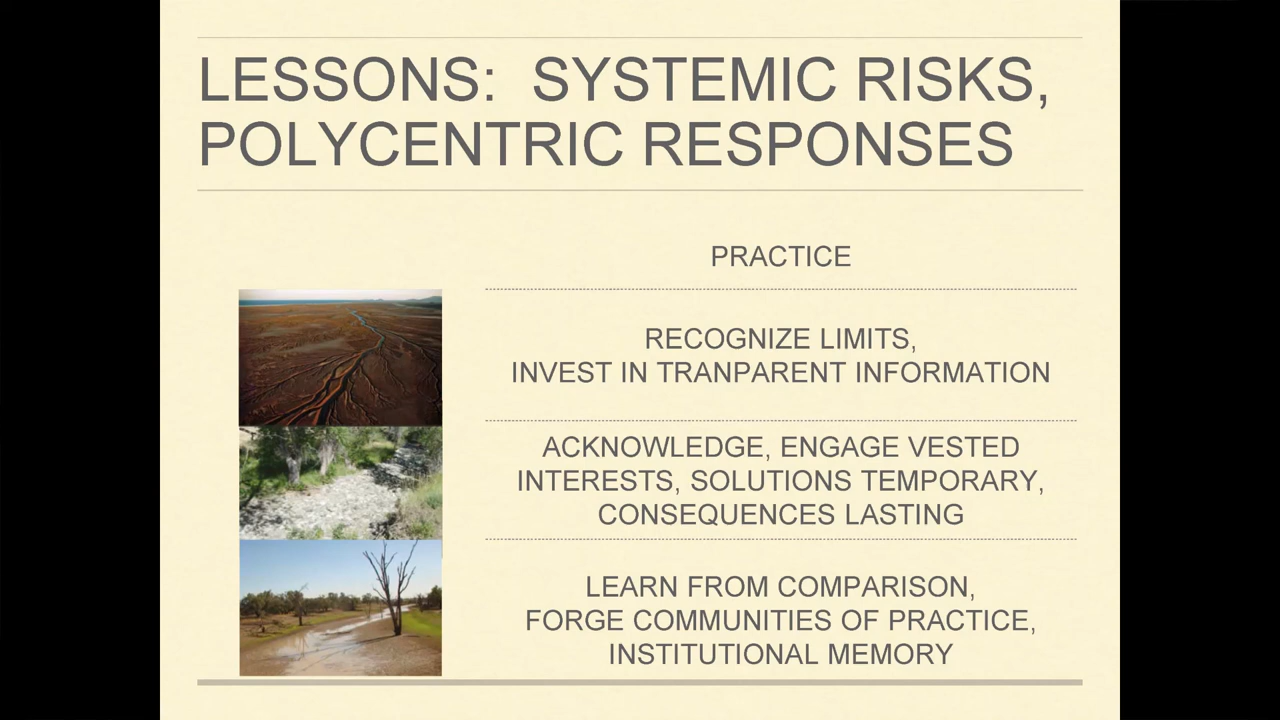 LESSONS: SYSTEMIC RISKS,
POLYCENTRIC RESPONSES
PRACTICE
RECOGNIZE LIMITS,
INVEST IN TRANPARENT INFORMATION
ACKNOWLEDGE, ENGAGE VESTED
INTERESTS, SOLUTIONS TEMPORARY,
CONSEQUENCES LASTING
LEARN FROM COMPARISON,
FORGE COMMUNITIES OF PRACTICE,
INSTITUTIONAL MEMORY